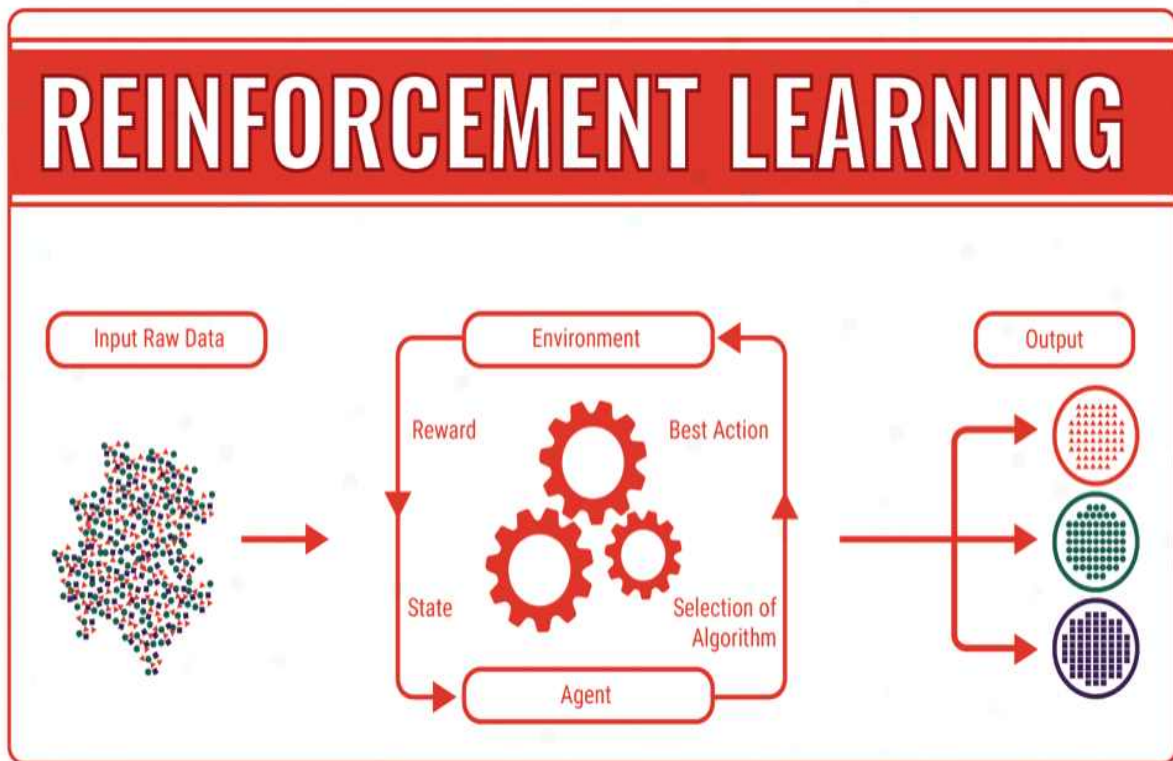 REINFORCEMENT LEARNING
Input Raw Data
Environment
Output
Reward
Best Action
State
Selection of
Algorithm
Agent